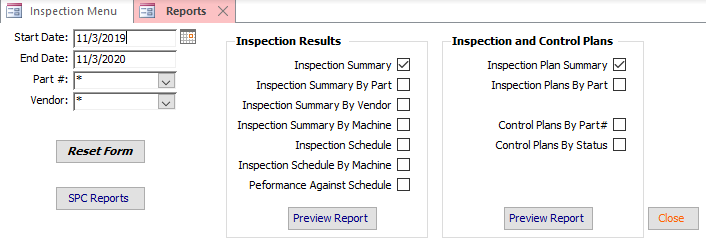 Inspection Menu Reports
Start Date: 11/3/2019
End Date: 11/3/2020
Part #: *
Vendor: *
Reset Form
SPC Reports
Inspection Results
Inspection Summary
Inspection Summary By Part
Inspection Summary By Vendor
Inspection Summary By Machine
Inspection Schedule
Inspection Schedule By Machine
Peformance Against Schedule
Preview Report
Inspection and Control Plans
Inspection Plan Summary
Inspection Plans By Part
Control Plans By Part#
Control Plans By Status
Preview Report
Close